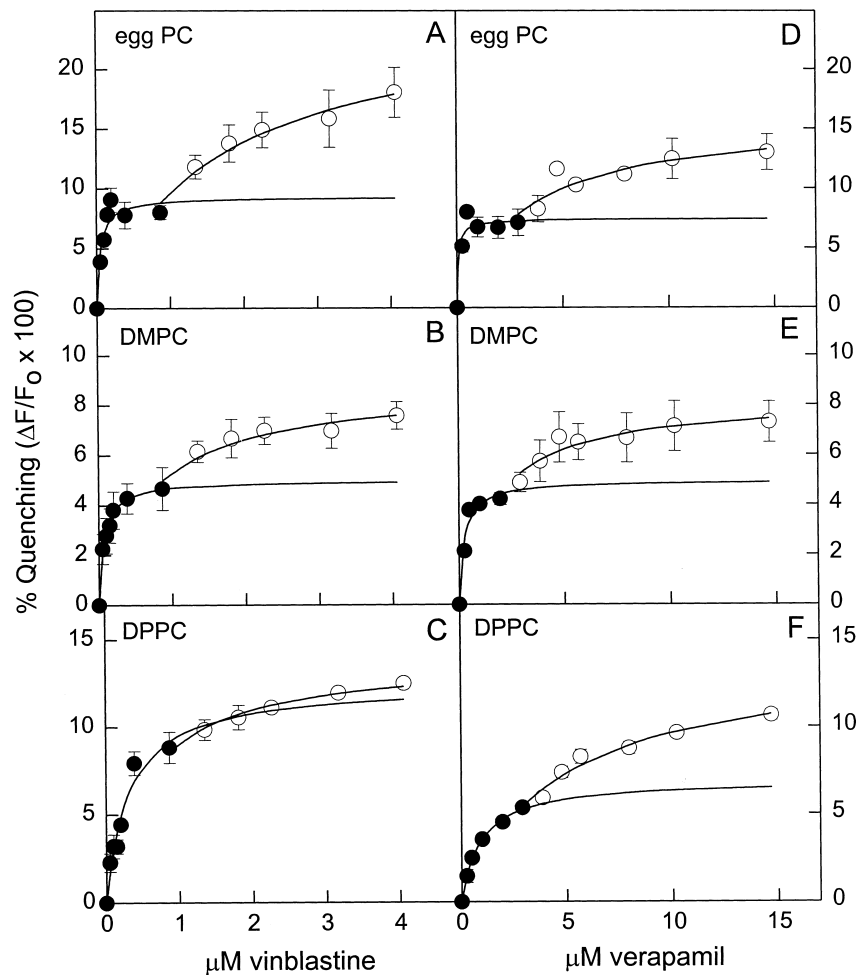 egg PC A
20
15
10
5
0
egg PC D
20
15
10
5
0
DMPC B
10
8
6
4
2
0
DMPC E
10
8
6
4
2
0
DPPC C
15
10
5
0
DPPC F
15
10
5
0
% Quenching (ΔF/Fo x 100)
0 1 2 3 4
0 5 10 15
μM vinblastine
μM verapamil